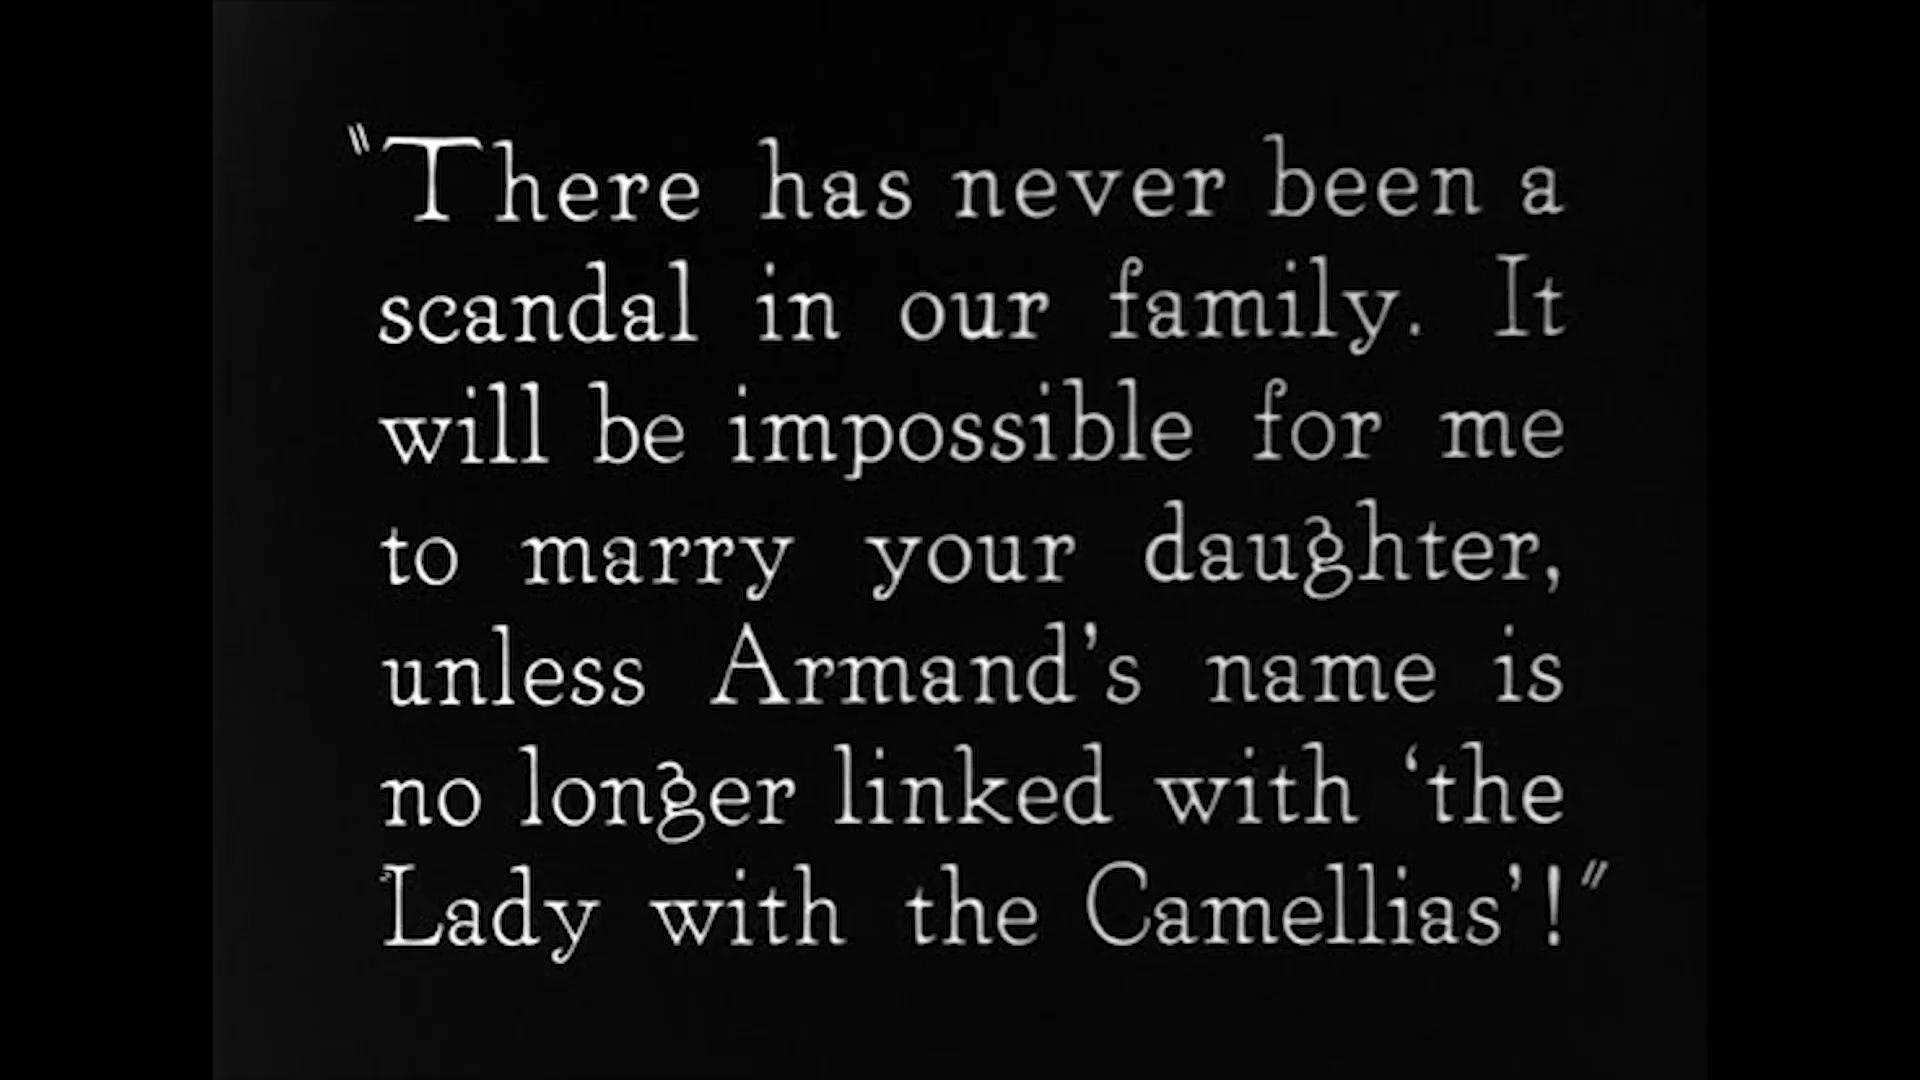 "There has never been a
scandal in our family. It
will be impossible for me
to marry your daughter,
unless Armand's name is
no longer linked with 'the
Lady with the Camellias'!"